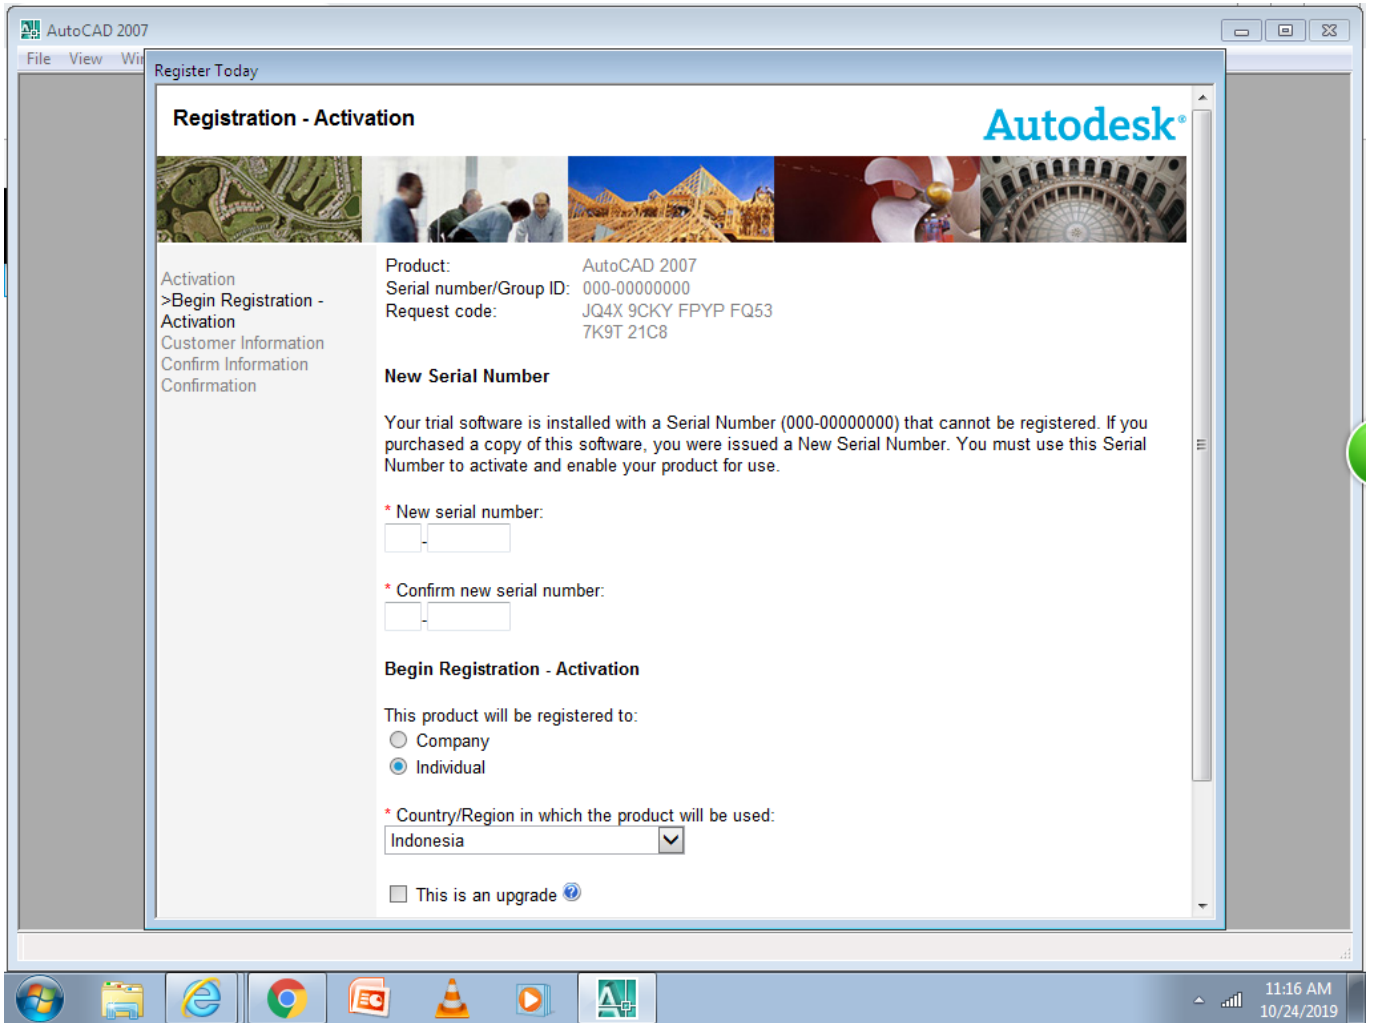 AutoCAD 2007
File View Wi
Register Today
Registration - Activation
Autodesk®
Activation
>Begin Registration -
Activation
Customer Information
Confirm Information
Confirmation
Product: AutoCAD 2007
Serial number/Group ID: 000-00000000
Request code: JQ4X 9CKY FPYP FQ53
7K9T 21C8
New Serial Number
Your trial software is installed with a Serial Number (000-00000000) that cannot be registered. If you
purchased a copy of this software, you were issued a New Serial Number. You must use this Serial
Number to activate and enable your product for use.
* New serial number:
-
* Confirm new serial number:
-
Begin Registration - Activation
This product will be registered to:
Company
Individual
* Country/Region in which the product will be used:
Indonesia
This is an upgrade
11:16 AM
10/24/2019